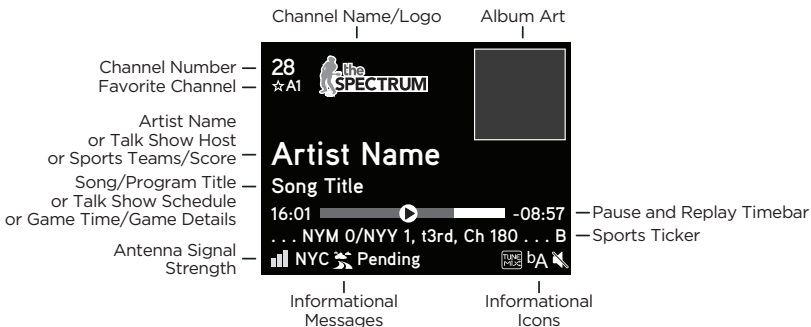 Channel Name/Logo
Album Art
Channel Number
Favorite Channel
28
☆A1
the
SPECTRUM
Artist Name
or Talk Show Host
or Sports Teams/Score
Artist Name
Song/Program Title
or Talk Show Schedule
or Game Time/Game Details
Song Title
16:01
-08:57
Pause and Replay Timebar
. . . NYM 0/NYY 1, t3rd, Ch 180 . . . B
Sports Ticker
Antenna Signal
Strength
NYC
Pending
TUNE
MIX
bA
Informational
Messages
Informational
Icons